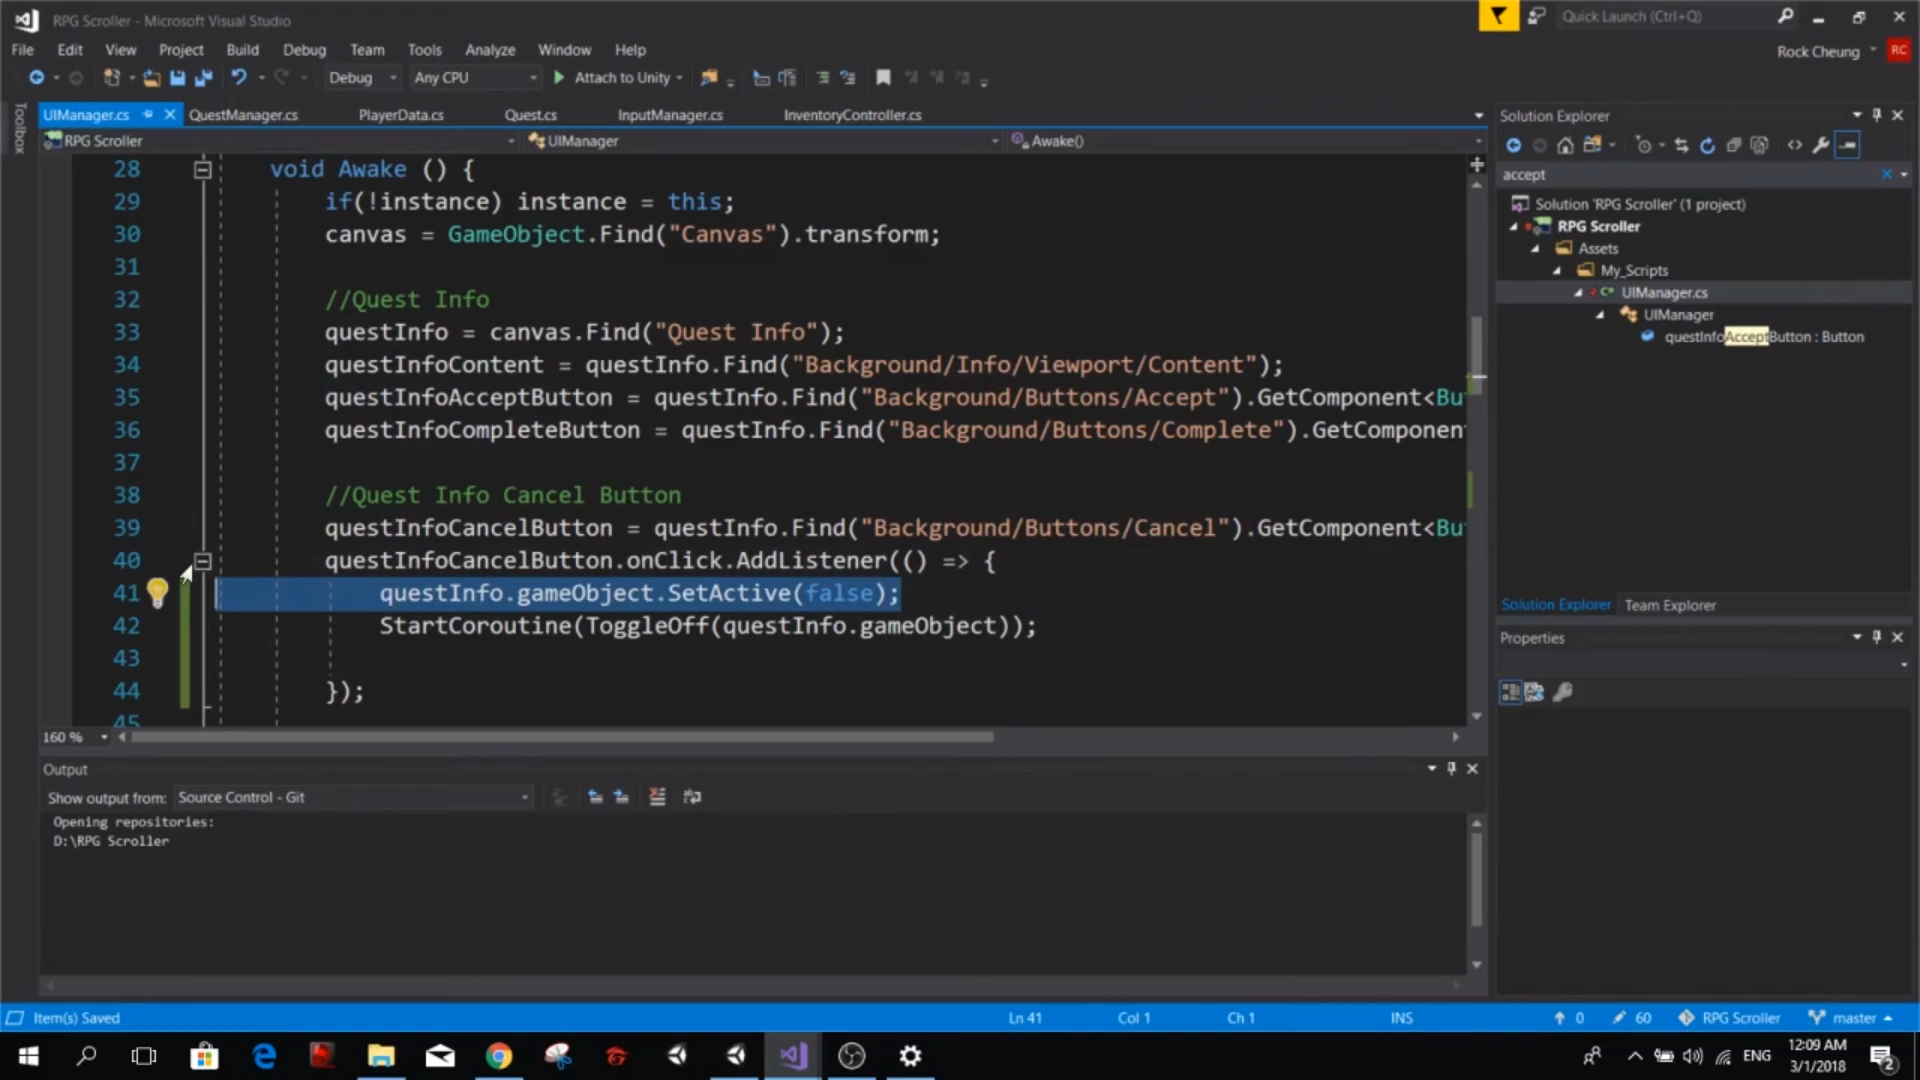 RPG Scroller - Microsoft Visual Studio
Quick Launch (Ctrl+Q)
File Edit View Project Build Debug Team Tools Analyze Window Help
Rock Cheung RC
Debug Any CPU Attach to Unity
Toolbox
UIManager.cs QuestManager.cs PlayerData.cs Quest.cs InputManager.cs InventoryController.cs
RPG Scroller UIManager Awake()
28 void Awake () {
29 if(!instance) instance = this;
30 canvas = GameObject.Find("Canvas").transform;
31
32 //Quest Info
33 questInfo = canvas.Find("Quest Info");
34 questInfoContent = questInfo.Find("Background/Info/Viewport/Content");
35 questInfoAcceptButton = questInfo.Find("Background/Buttons/Accept").GetComponent<Bu
36 questInfoCompleteButton = questInfo.Find("Background/Buttons/Complete").GetComponen
37
38 //Quest Info Cancel Button
39 questInfoCancelButton = questInfo.Find("Background/Buttons/Cancel").GetComponent<Bu
40 questInfoCancelButton.onClick.AddListener(() => {
41 questInfo.gameObject.SetActive(false);
42 StartCoroutine(ToggleOff(questInfo.gameObject));
43
44 });
45
160 %
Output
Show output from: Source Control - Git
Opening repositories:
D:\RPG Scroller
Solution Explorer
accept
Solution 'RPG Scroller' (1 project)
RPG Scroller
Assets
My_Scripts
C# UIManager.cs
UIManager
questInfoAcceptButton : Button
Solution Explorer Team Explorer
Properties
Item(s) Saved Ln 41 Col 1 Ch 1 INS 0 60 RPG Scroller master
ENG 12:09 AM
3/1/2018
2